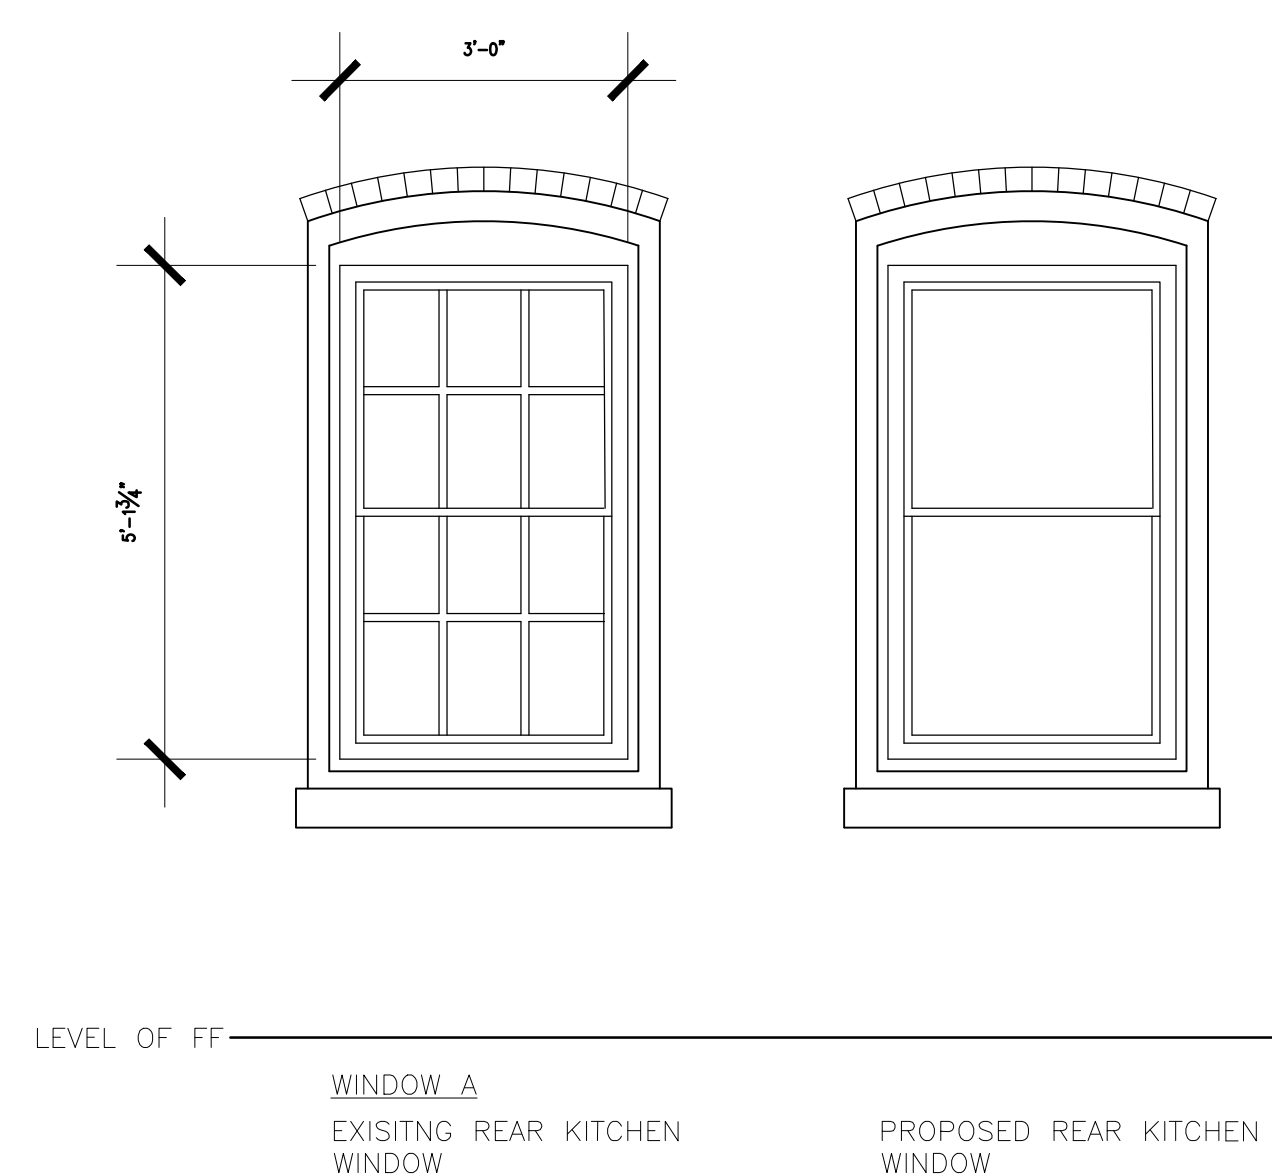 3'-0"
5'-1¾"
LEVEL OF FF
WINDOW A
EXISITNG REAR KITCHEN
WINDOW
PROPOSED REAR KITCHEN
WINDOW